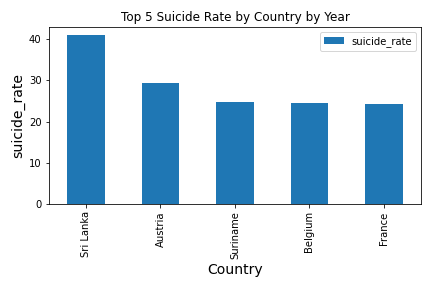 Top 5 Suicide Rate by Country by Year
suicide_rate
suicide_rate
40
30
20
10
0
Sri Lanka
Austria
Suriname
Belgium
France
Country